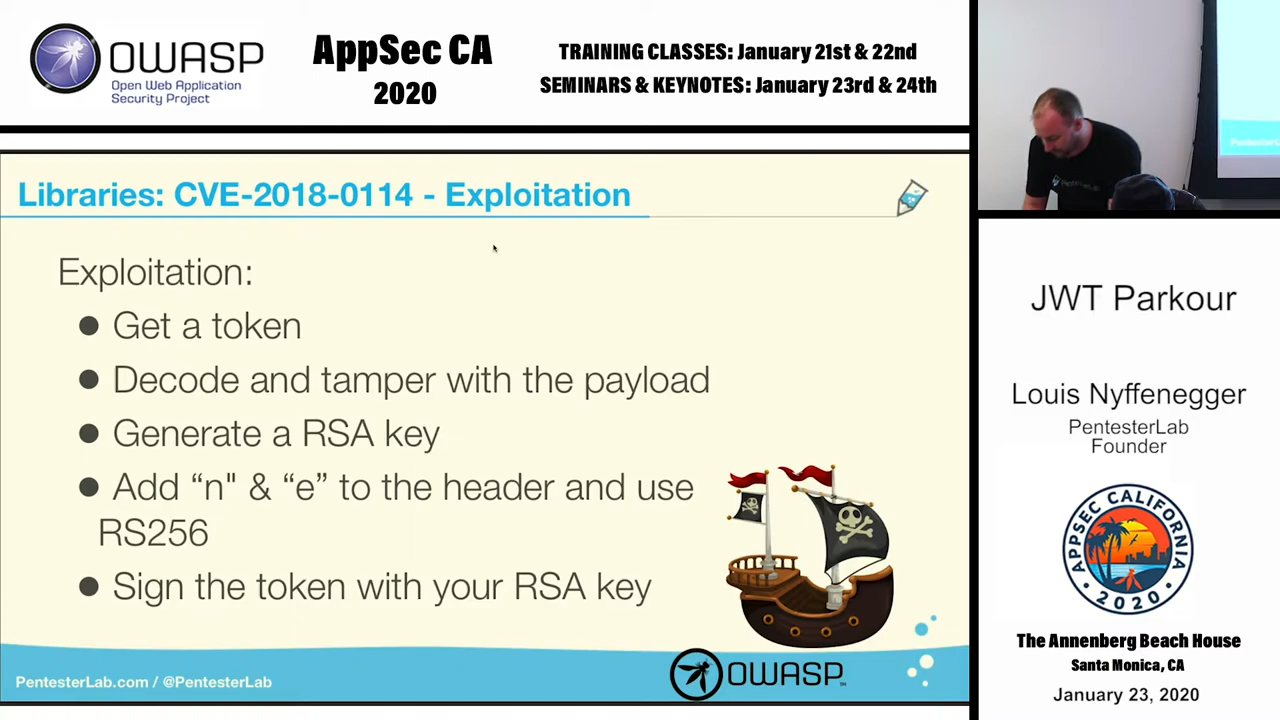 OWASP
Open Web Application
Security Project
AppSec CA
2020
TRAINING CLASSES: January 21st & 22nd
SEMINARS & KEYNOTES: January 23rd & 24th
Libraries: CVE-2018-0114 - Exploitation
Exploitation:
● Get a token
● Decode and tamper with the payload
● Generate a RSA key
● Add “n" & “e” to the header and use
RS256
● Sign the token with your RSA key
PentesterLab.com / @PentesterLab
OWASP
TM
JWT Parkour
Louis Nyffenegger
PentesterLab
Founder
APPSEC CALIFORNIA
• 2020 •
The Annenberg Beach House
Santa Monica, CA
January 23, 2020